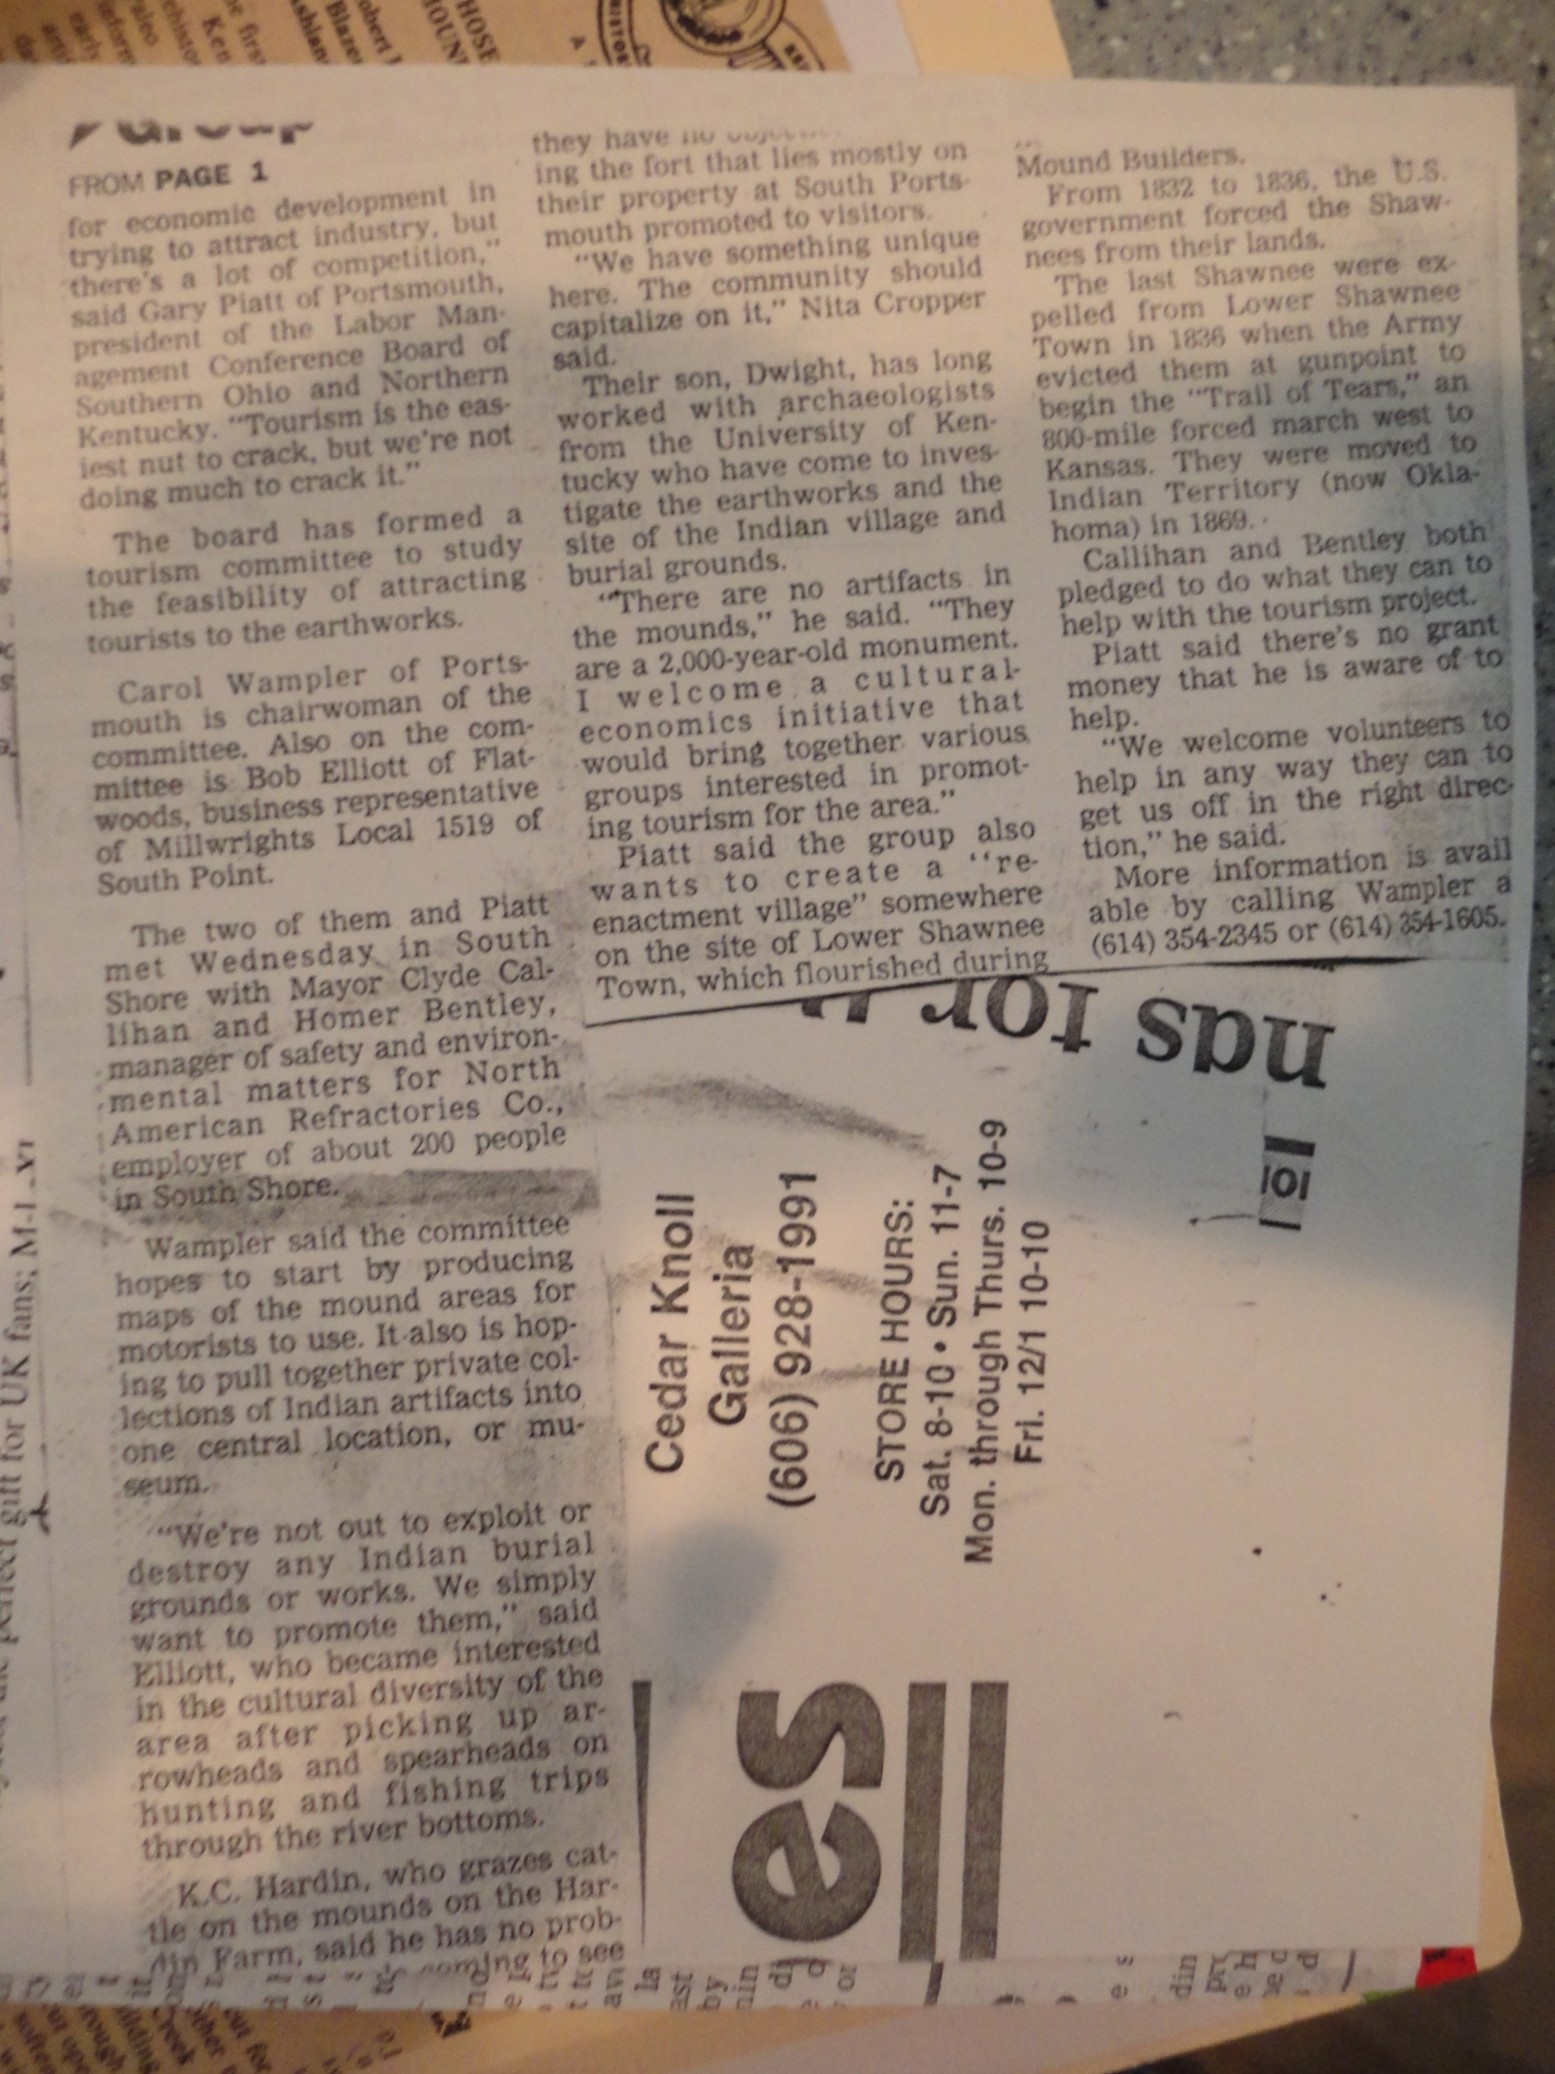 HOSE
Group
FROM PAGE 1
for economic development in
trying to attract industry, but
there's a lot of competition,"
said Gary Piatt of Portsmouth,
president of the Labor Man-
agement Conference Board of
Southern Ohio and Northern
Kentucky. "Tourism is the eas-
iest nut to crack, but we're not
doing much to crack it."
The board has formed a
tourism committee to study
the feasibility of attracting
tourists to the earthworks.
Carol Wampler of Ports-
mouth is chairwoman of the
committee. Also on the com-
mittee is Bob Elliott of Flat-
woods, business representative
of Millwrights Local 1519 of
South Point.
The two of them and Piatt
met Wednesday in South
Shore with Mayor Clyde Cal-
lihan and Homer Bentley,
manager of safety and environ-
mental matters for North
American Refractories Co.,
employer of about 200 people
in South Shore.
Wampler said the committee
hopes to start by producing
maps of the mound areas for
motorists to use. It also is hop-
ing to pull together private col-
lections of Indian artifacts into
one central location, or mu-
seum.
"We're not out to exploit or
destroy any Indian burial
grounds or works. We simply
want to promote them," said
Elliott, who became interested
in the cultural diversity of the
area after picking up ar-
rowheads and spearheads on
hunting and fishing trips
through the river bottoms.
K.C. Hardin, who grazes cat-
tle on the mounds on the Har-
din Farm, said he has no prob-
coming to see
they have no
ing the fort that lies mostly on
their property at South Ports-
mouth promoted to visitors.
"We have something unique
here. The community should
capitalize on it," Nita Cropper
said.
Their son, Dwight, has long
worked with archaeologists
from the University of Ken-
tucky who have come to inves-
tigate the earthworks and the
site of the Indian village and
burial grounds.
"There are no artifacts in
the mounds," he said. "They
are a 2,000-year-old monument.
I welcome a cultural-
economics initiative that
would bring together various
groups interested in promot-
ing tourism for the area."
Piatt said the group also
wants to create a "re-
enactment village" somewhere
on the site of Lower Shawnee
Town, which flourished during
Mound Builders.
From 1832 to 1836, the U.S.
government forced the Shaw-
nees from their lands.
The last Shawnee were ex-
pelled from Lower Shawnee
Town in 1836 when the Army
evicted them at gunpoint to
begin the "Trail of Tears," an
800-mile forced march west to
Kansas. They were moved to
Indian Territory (now Okla-
homa) in 1869.
Callihan and Bentley both
pledged to do what they can to
help with the tourism project.
Piatt said there's no grant
money that he is aware of to
help.
"We welcome volunteers to
help in any way they can to
get us off in the right direc-
tion," he said.
More information is avail
able by calling Wampler a
(614) 354-2345 or (614) 354-1605.
for
Cedar Knoll
Galleria
(606) 928-1991
STORE HOURS:
Sat. 8-10 • Sun. 11-7
Mon. through Thurs. 10-9
Fri. 12/1 10-10
es
gift for UK fans;